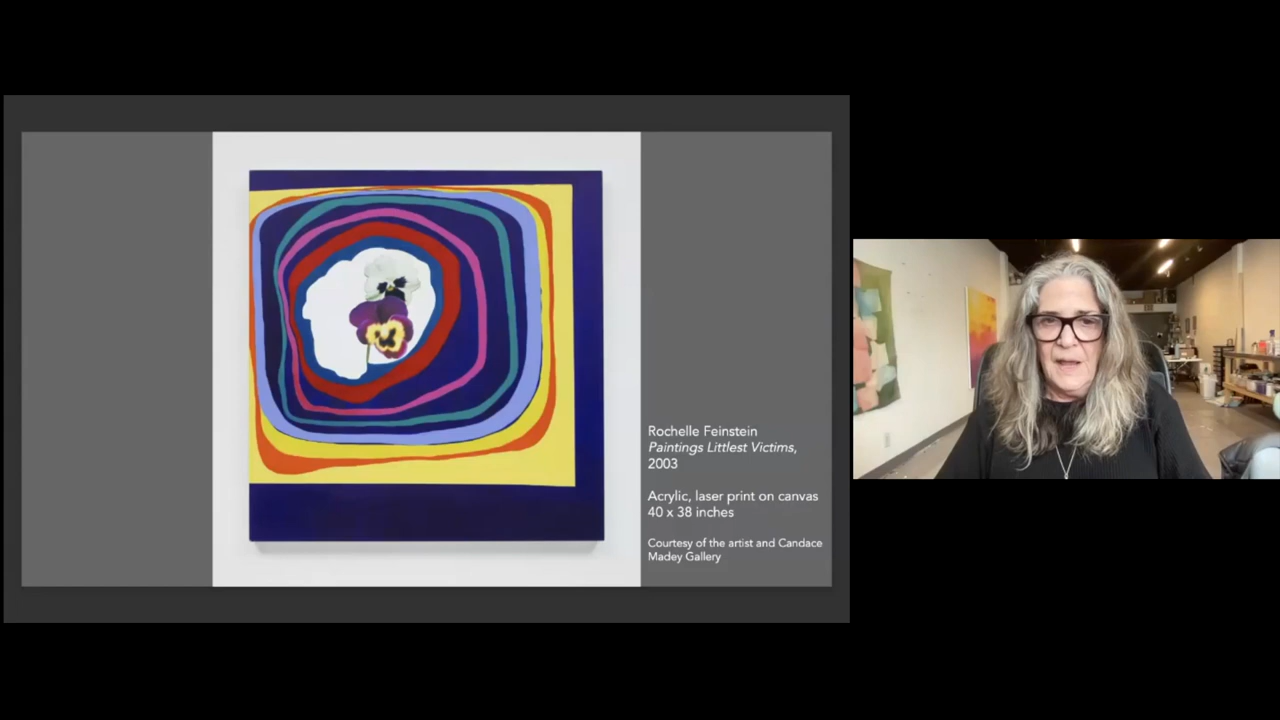 Rochelle Feinstein
Paintings Littlest Victims,
2003
Acrylic, laser print on canvas
40 x 38 inches
Courtesy of the artist and Candace
Madey Gallery